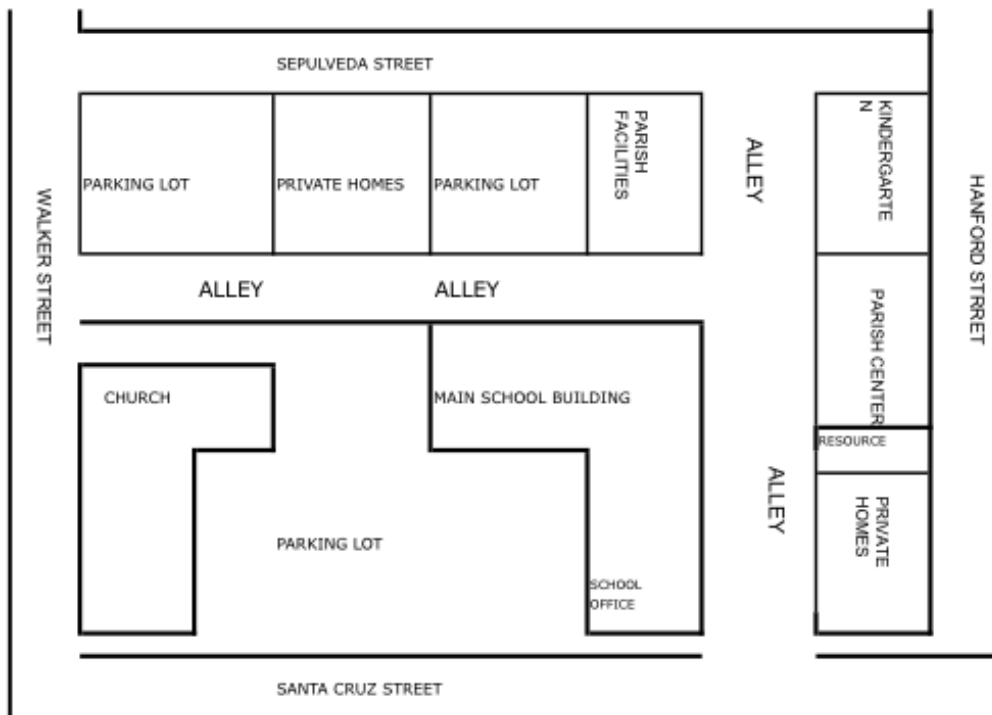 SEPULVEDA STREET
PARKING LOT
PRIVATE HOMES
PARKING LOT
PARISH
FACILITIES
ALLEY
KINDERGARTE
N
WALKER STREET
HANFORD STRRET
ALLEY
ALLEY
PARISH CENTER
CHURCH
MAIN SCHOOL BUILDING
RESOURCE
ALLEY
PRIVATE
HOMES
PARKING LOT
SCHOOL
OFFICE
SANTA CRUZ STREET